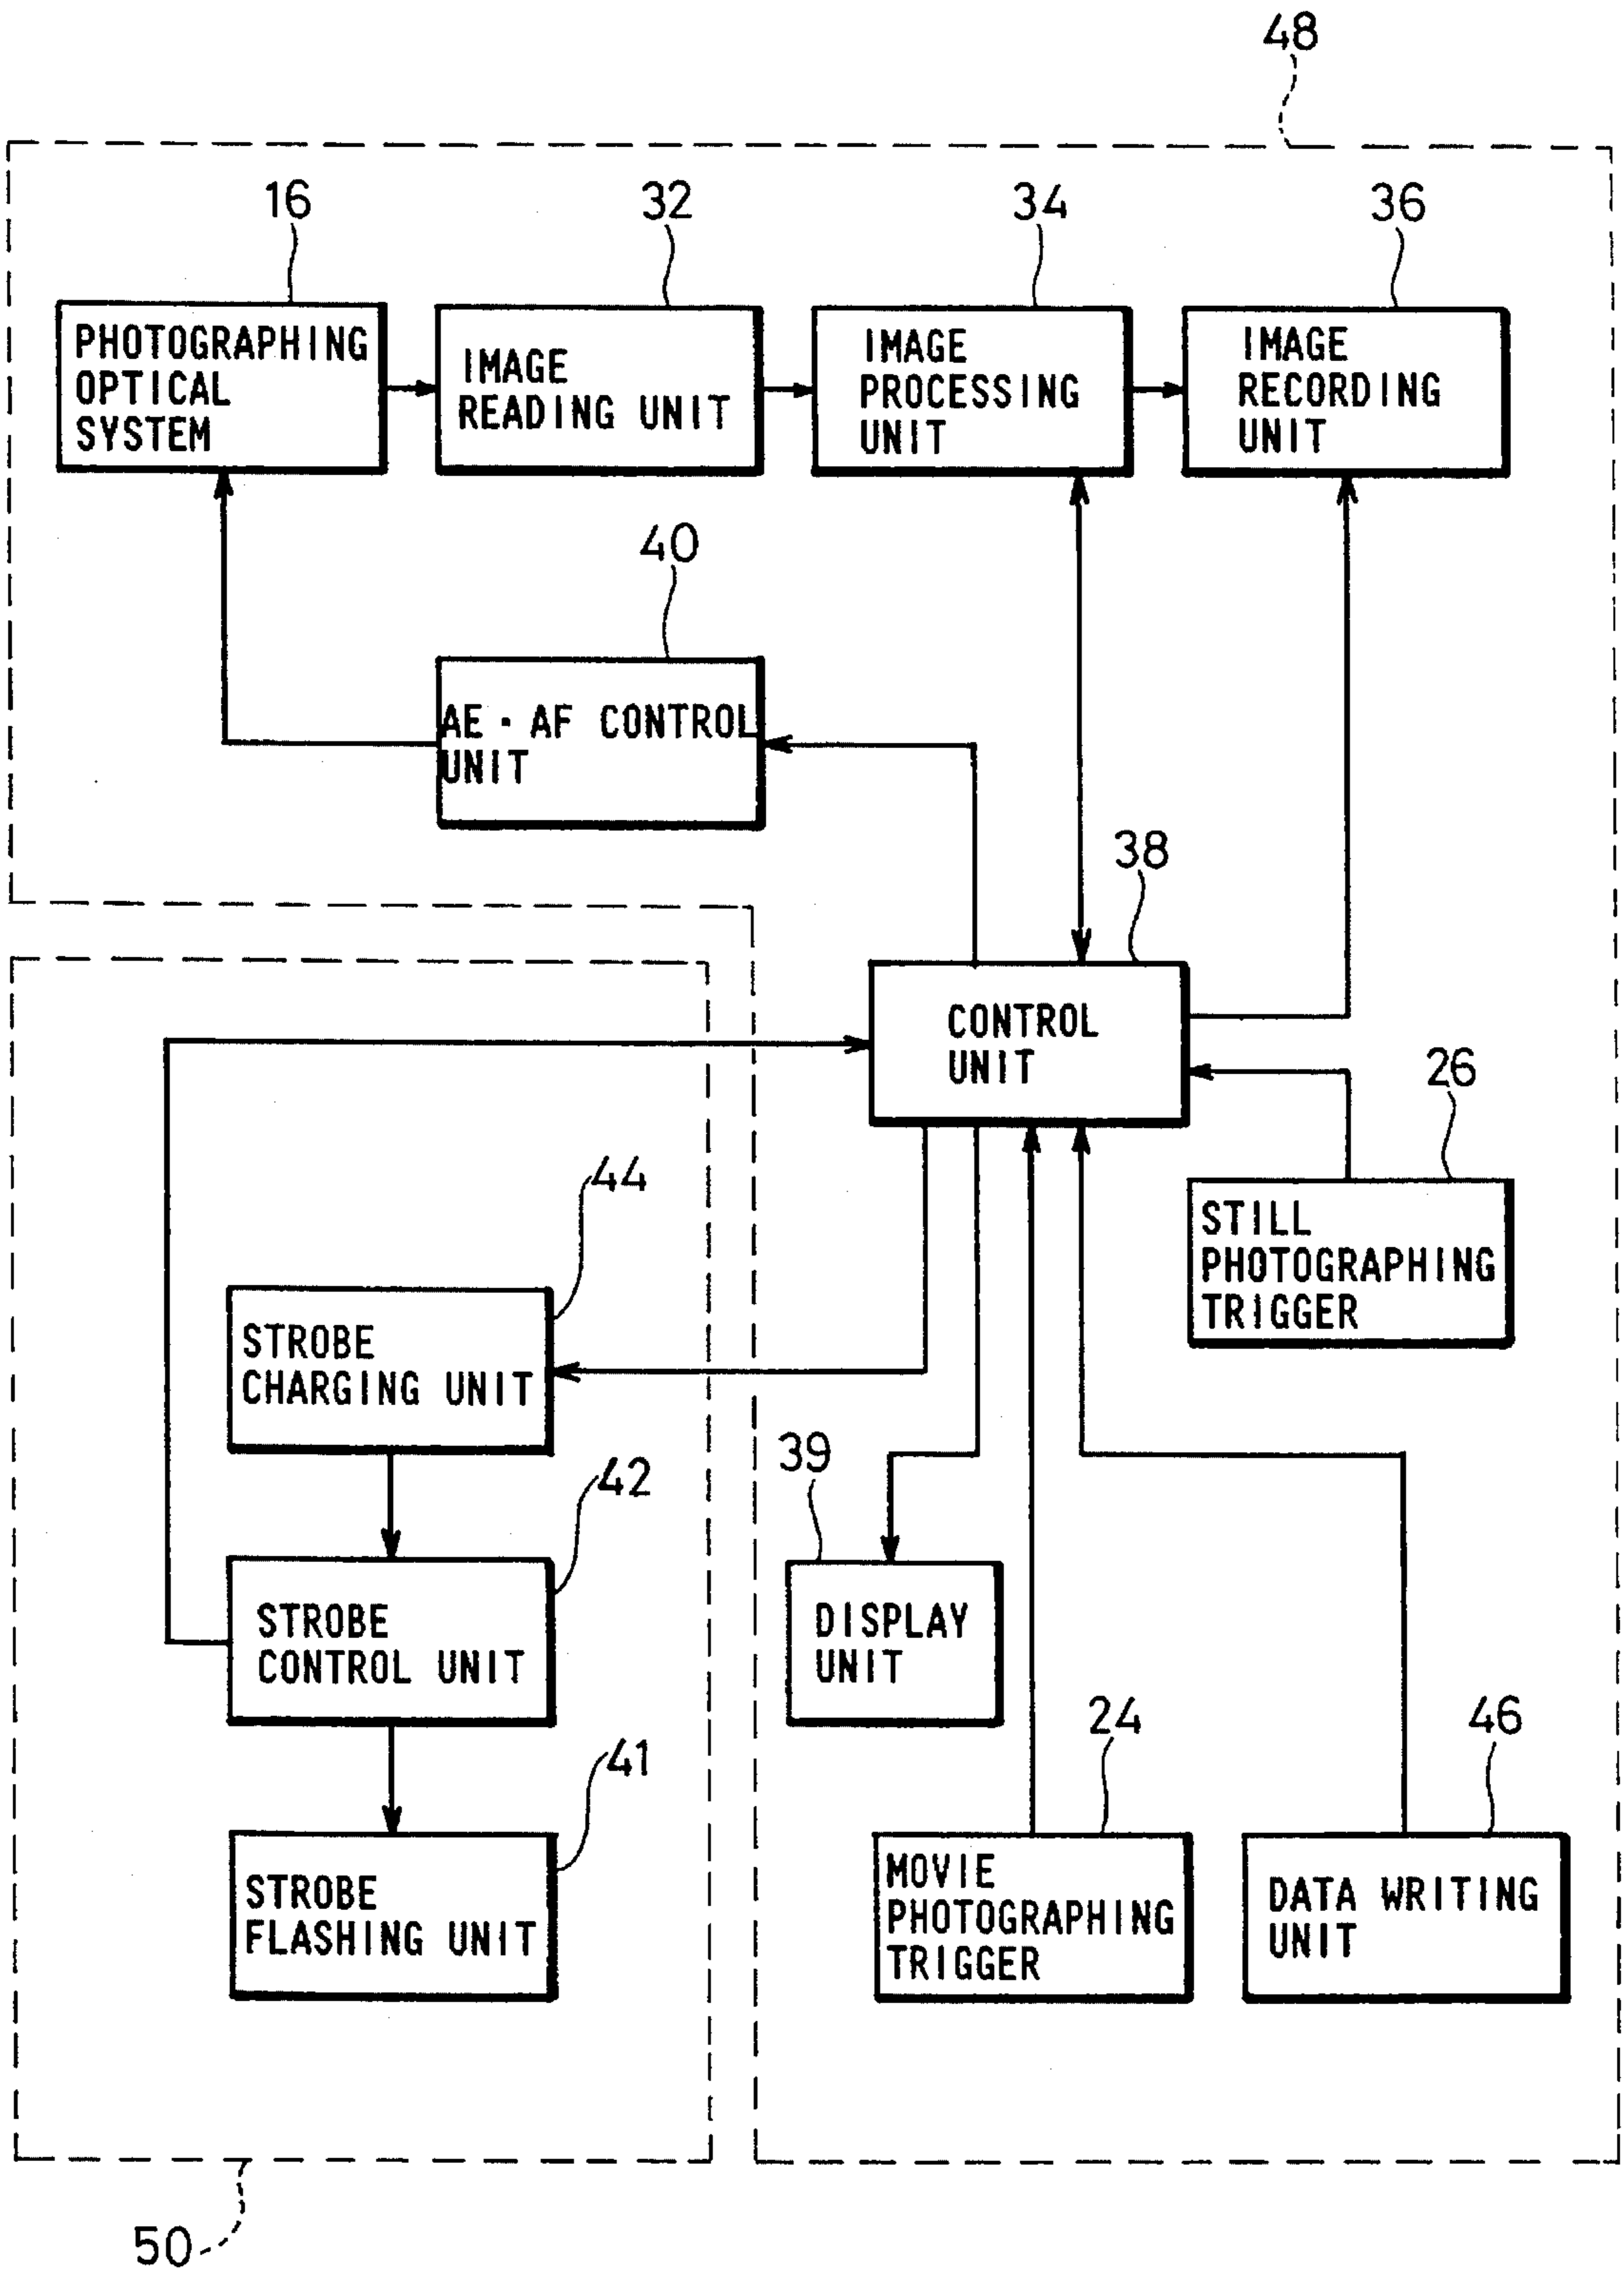 48
16
32
34
36
PHOTOGRAPHING
OPTICAL
SYSTEM
IMAGE
READING UNIT
IMAGE
PROCESSING
UNIT
IMAGE
RECORDING
UNIT
40
AE · AF CONTROL
UNIT
38
CONTROL
UNIT
26
STILL
PHOTOGRAPHING
TRIGGER
44
STROBE
CHARGING UNIT
42
STROBE
CONTROL UNIT
41
STROBE
FLASHING UNIT
39
DISPLAY
UNIT
24
MOVIE
PHOTOGRAPHING
TRIGGER
46
DATA WRITING
UNIT
50